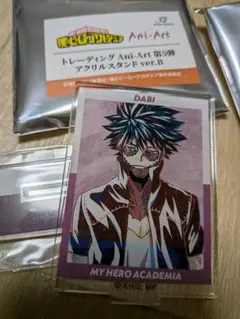 僕のヒーローアカデミア
Ani-Art
トレーディング Ani-Art 第5弾
アクリルスタンド ver.B
DABI
MY HERO ACADEMIA